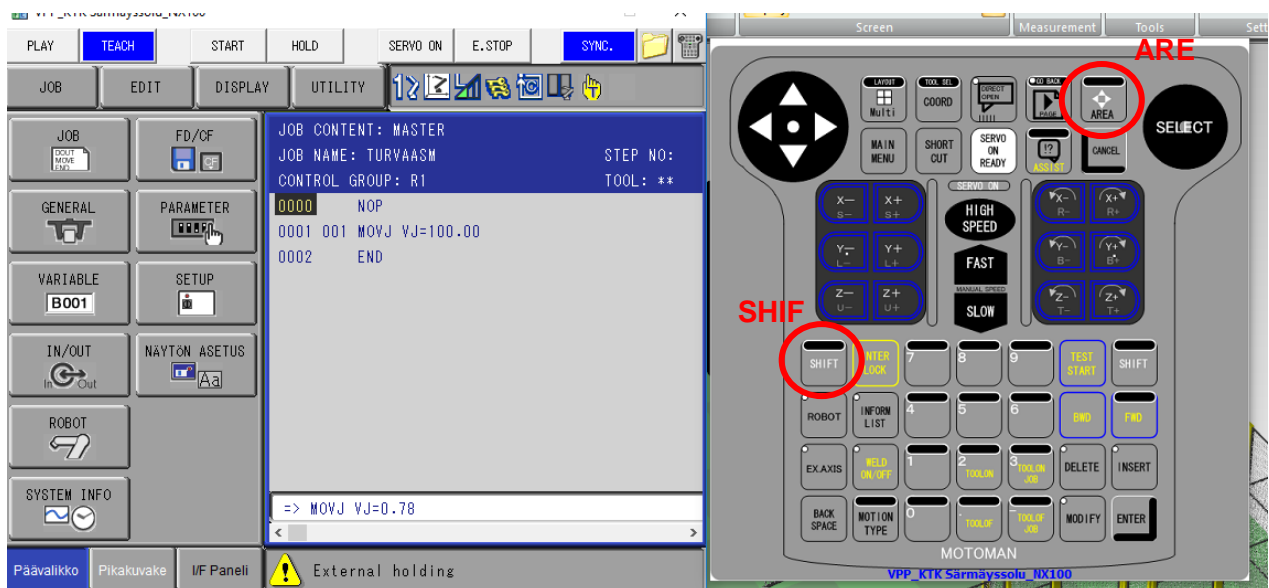 VPP_KTK Särmäyssolu_NX100
Screen
Measurement
Tools
PLAY
TEACH
START
HOLD
SERVO ON
E.STOP
SYNC.
JOB
EDIT
DISPLAY
UTILITY
JOB
DOUT
MOVE
END
FD/CF
CF
GENERAL
PARAMETER
VARIABLE
B001
SETUP
IN/OUT
In Out
NÄYTÖN ASETUS
Aa
ROBOT
SYSTEM INFO
Päävalikko
Pikakuvake
I/F Paneli
JOB CONTENT: MASTER
JOB NAME: TURVAASM STEP NO:
CONTROL GROUP: R1 TOOL: **
0000 NOP
0001 001 MOVJ VJ=100.00
0002 END
=> MOVJ VJ=0.78
External holding
ARE
SHIF
LAYOUT
Multi
TOOL SEL
COORD
DIRECT
OPEN
GO BACK
PAGE
AREA
SELECT
MAIN
MENU
SHORT
CUT
SERVO
ON
READY
!?
ASSIST
CANCEL
SERVO ON
X- S-
X+ S+
HIGH
SPEED
X- R-
X+ R+
Y- L-
Y+ L+
FAST
Y- B-
Y+ B+
MANUAL SPEED
Z- U-
Z+ U+
SLOW
Z- T-
Z+ T+
SHIFT
INTER
LOCK
7
8
9
TEST
START
SHIFT
ROBOT
INFORM
LIST
4
5
6
BWD
FWD
EX.AXIS
WELD
ON/OFF
1
2
TOOLON
3
TOOLON
JOB
DELETE
INSERT
BACK
SPACE
MOTION
TYPE
0
.
TOOLOF
-
TOOLOF
JOB
MODIFY
ENTER
MOTOMAN
VPP_KTK Särmäyssolu_NX100